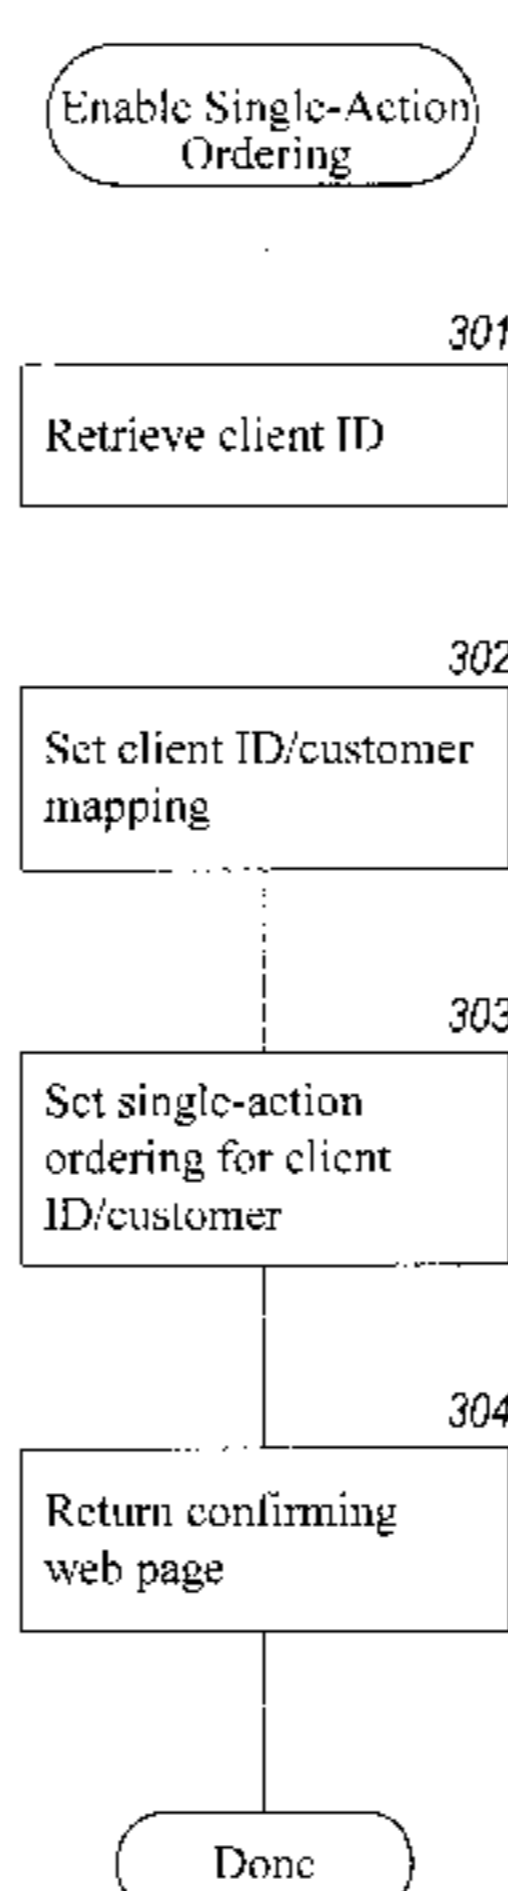 Enable Single-Action
Ordering
301
Retrieve client ID
302
Set client ID/customer
mapping
303
Set single-action
ordering for client
ID/customer
304
Return confirming
web page
Done